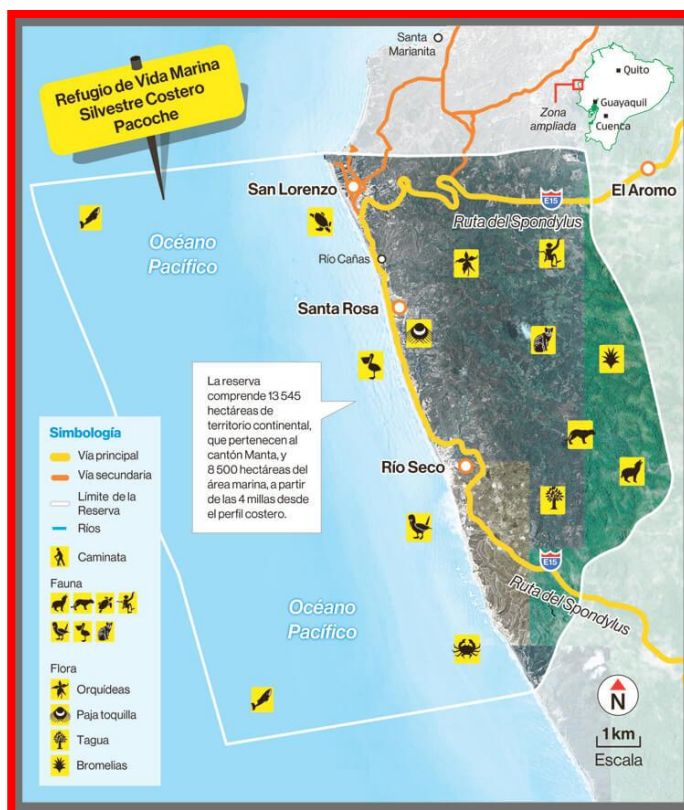 Refugio de Vida Marina
Silvestre Costero
Pacoche
Santa
Marianita
Quito
Guayaquil
Cuenca
Zona
ampliada
San Lorenzo
El Aromo
E15
Ruta del Spondylus
Océano
Pacífico
Río Cañas
Santa Rosa
La reserva
comprende 13 545
hectáreas de
territorio continental,
que pertenecen al
cantón Manta, y
8 500 hectáreas del
área marina, a partir
de las 4 millas desde
el perfil costero.
Río Seco
E15
Ruta del Spondylus
Océano
Pacífico
Simbología
Vía principal
Vía secundaria
Límite de la
Reserva
Ríos
Caminata
Fauna
Flora
Orquídeas
Paja toquilla
Tagua
Bromelias
N
1 km
Escala